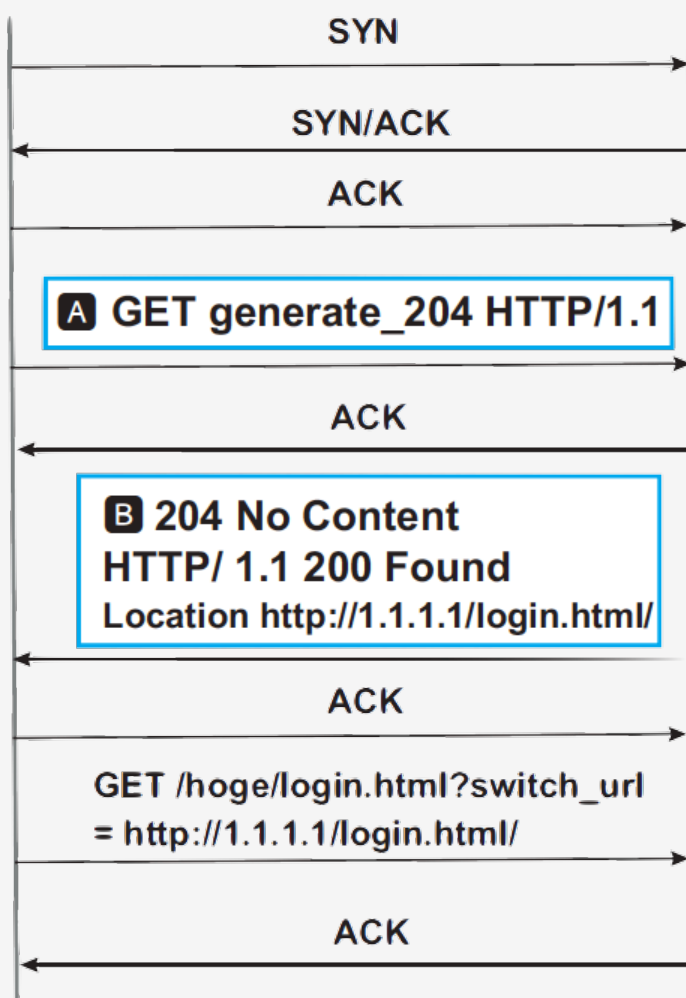 SYN
SYN/ACK
ACK
A GET generate_204 HTTP/1.1
ACK
B 204 No Content
HTTP/ 1.1 200 Found
Location http://1.1.1.1/login.html/
ACK
GET /hoge/login.html?switch_url
= http://1.1.1.1/login.html/
ACK